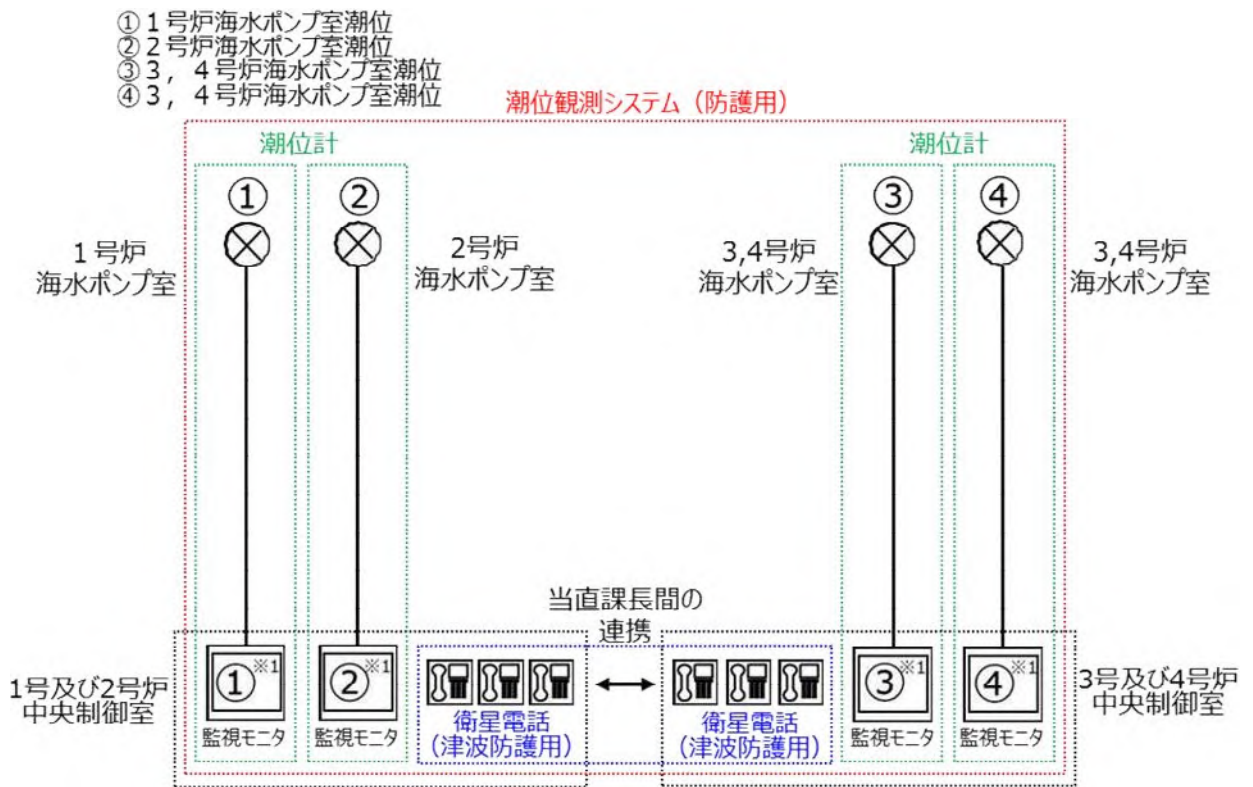 ①１号炉海水ポンプ室潮位
②２号炉海水ポンプ室潮位
③３，４号炉海水ポンプ室潮位
④３，４号炉海水ポンプ室潮位
潮位観測システム（防護用）
潮位計
潮位計
①
②
③
④
１号炉
海水ポンプ室
2号炉
海水ポンプ室
3,4号炉
海水ポンプ室
3,4号炉
海水ポンプ室
当直課長間の
連携
1号及び2号炉
中央制御室
①※1
監視モニタ
②※1
監視モニタ
衛星電話
（津波防護用）
衛星電話
（津波防護用）
③※1
監視モニタ
④※1
監視モニタ
3号及び4号炉
中央制御室